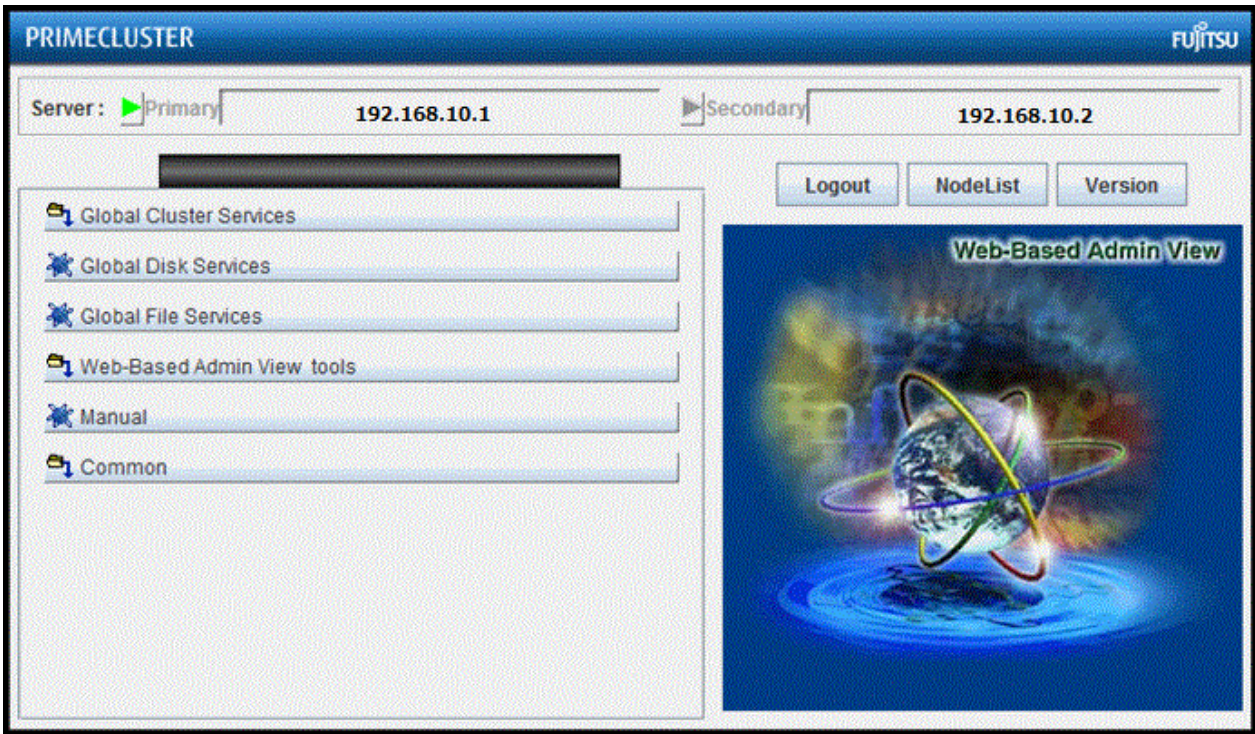 PRIMECLUSTER FUJITSU
Server : Primary 192.168.10.1 Secondary 192.168.10.2
Logout NodeList Version
Global Cluster Services
Global Disk Services
Global File Services
Web-Based Admin View tools
Manual
Common
Web-Based Admin View